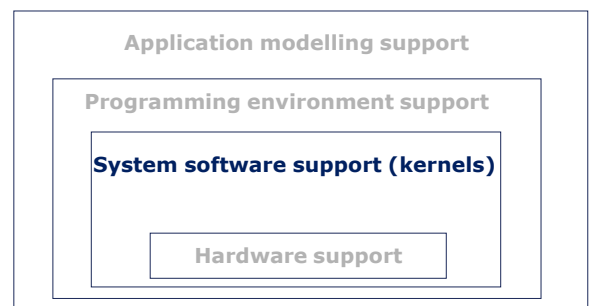 Application modelling support
Programming environment support
System software support (kernels)
Hardware support